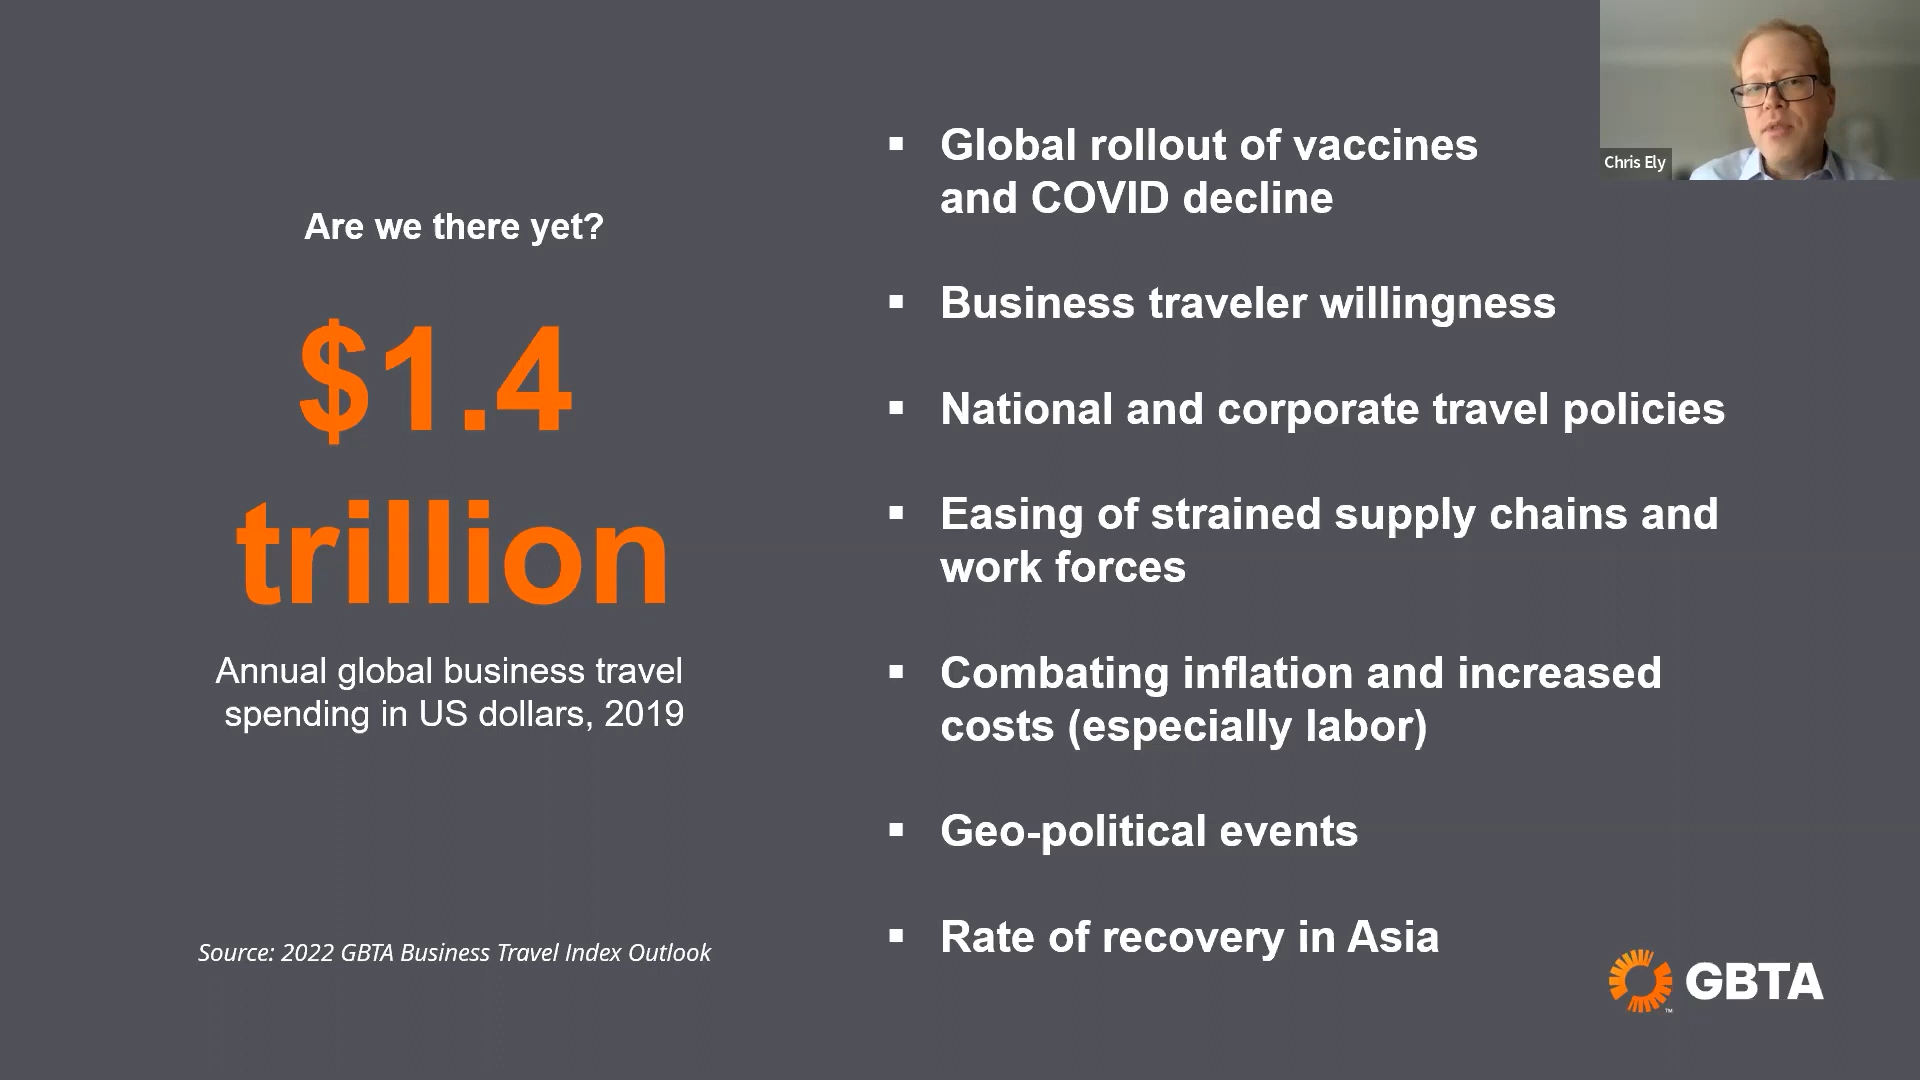 Are we there yet?
$1.4
trillion
Annual global business travel
spending in US dollars, 2019
Source: 2022 GBTA Business Travel Index Outlook
▪ Global rollout of vaccines
and COVID decline
▪ Business traveler willingness
▪ National and corporate travel policies
▪ Easing of strained supply chains and
work forces
▪ Combating inflation and increased
costs (especially labor)
▪ Geo-political events
▪ Rate of recovery in Asia
Chris Ely
GBTA
TM